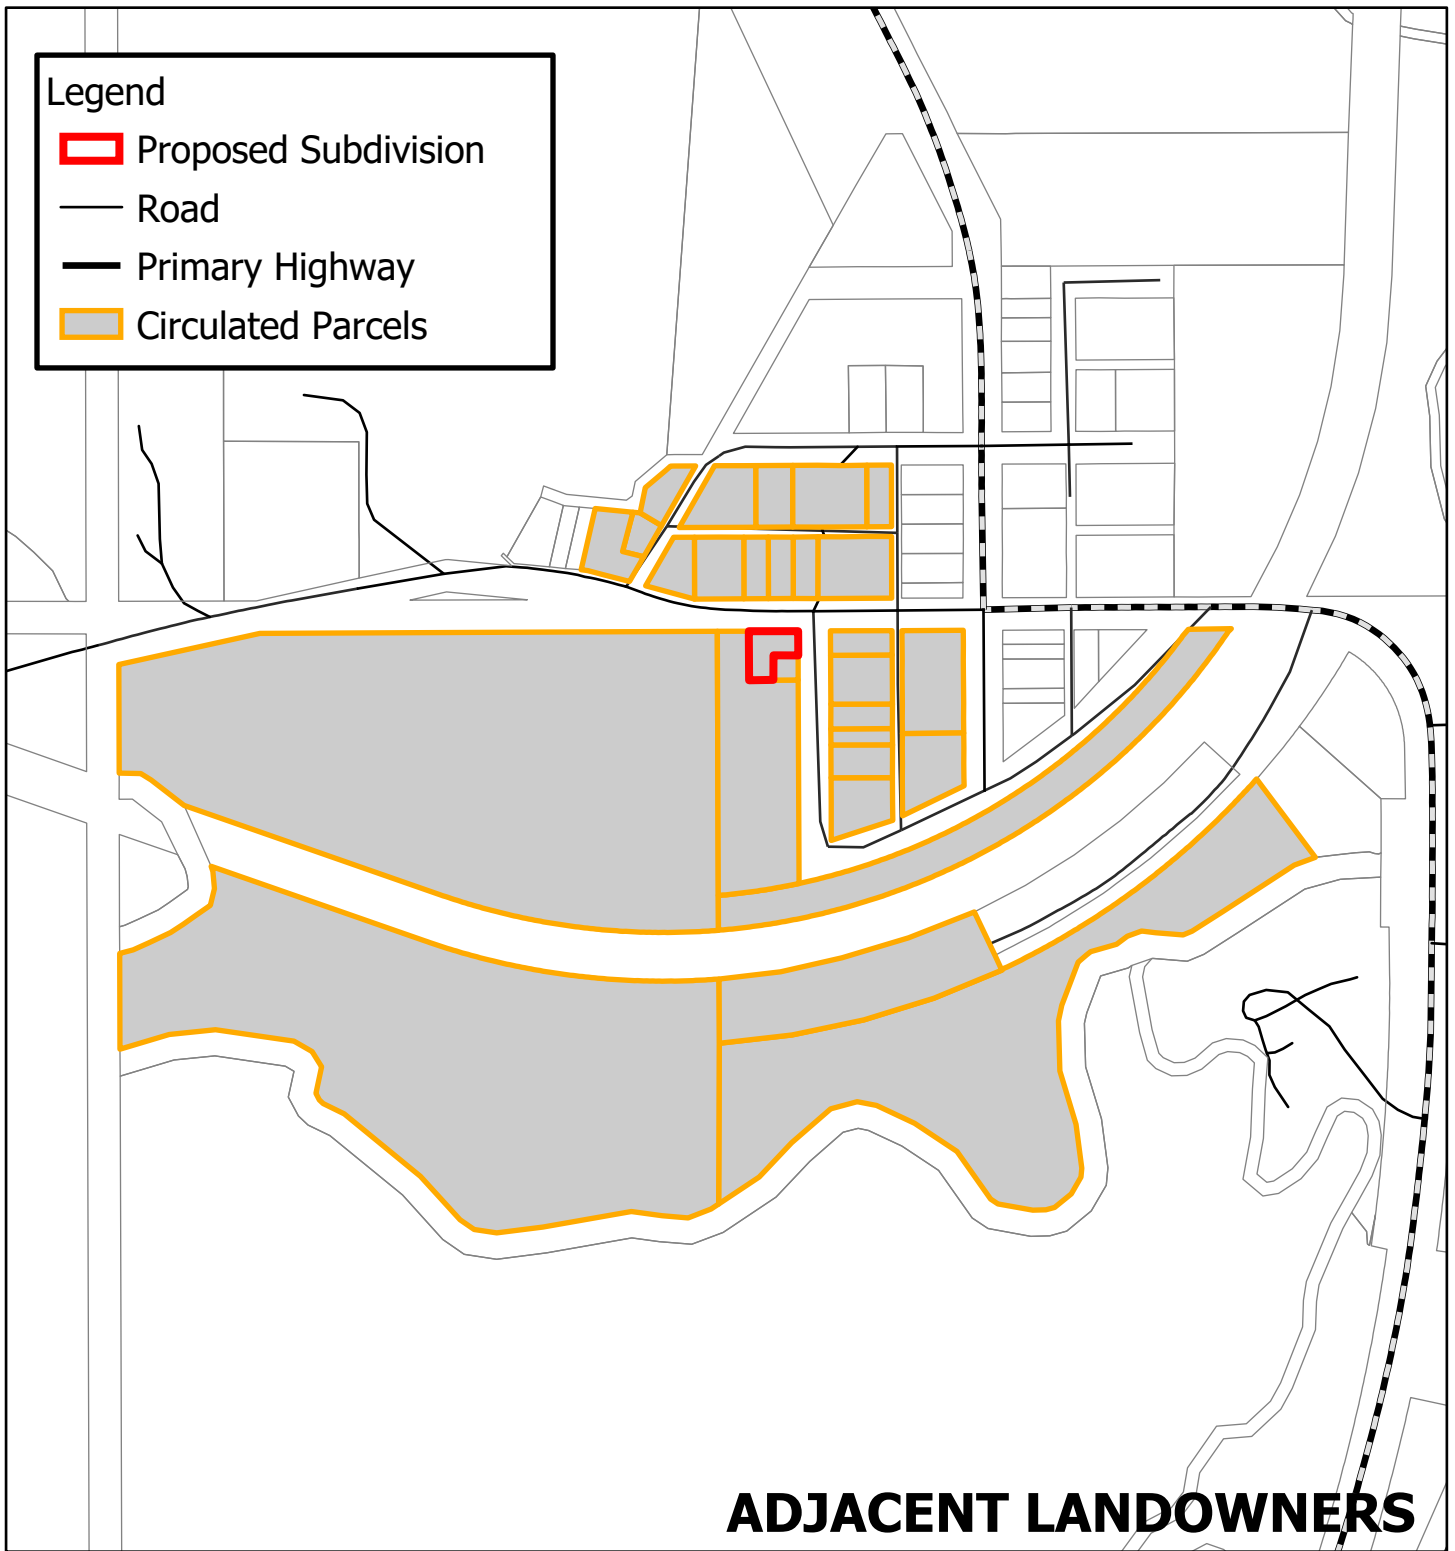 Legend
Proposed Subdivision
Road
Primary Highway
Circulated Parcels
ADJACENT LANDOWNERS